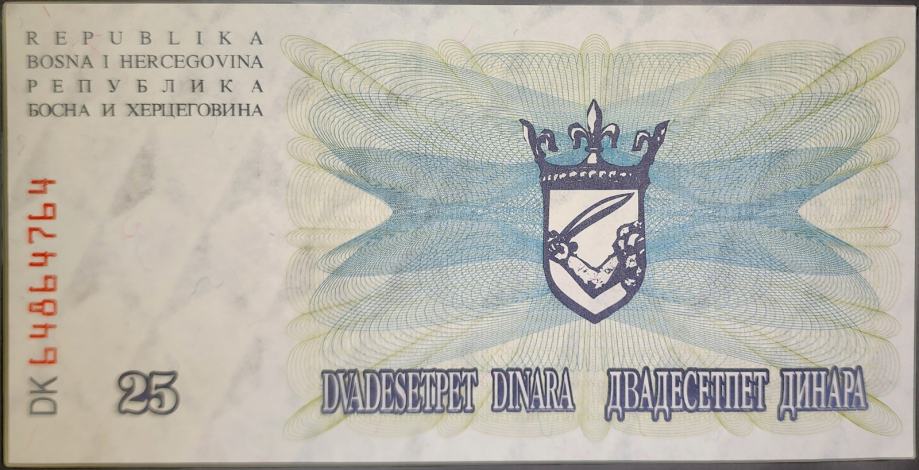 REPUBLIKA
BOSNA I HERCEGOVINA
РЕПУБЛИКА
БОСНА И ХЕРЦЕГОВИНА
DK 64864764
25
DVADESETPET DINARA ДВАДЕСЕТПЕТ ДИНАРА